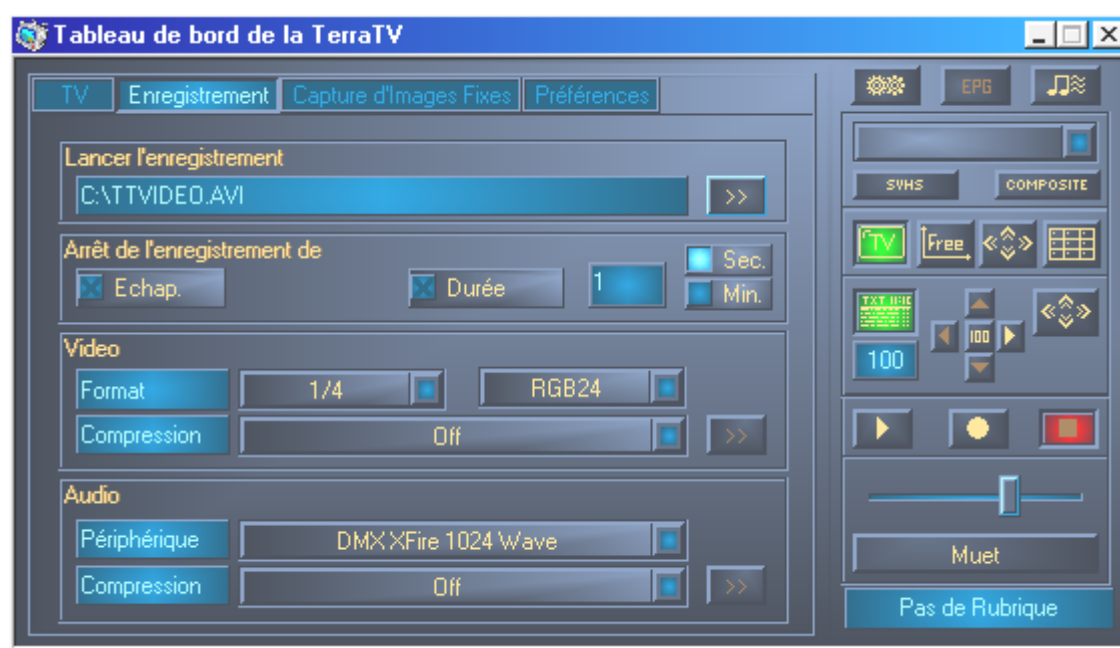 Tableau de bord de la TerraTV
TV Enregistrement Capture d'Images Fixes Préférences
Lancer l'enregistrement
C:\TTVIDEO.AVI >>
Arrêt de l'enregistrement de
Echap. Durée 1 Sec.
Min.
Video
Format 1/4 RGB24
Compression Off >>
Audio
Périphérique DMX XFire 1024 Wave
Compression Off >>
EPG
SVHS COMPOSITE
TV Free
100
100
Muet
Pas de Rubrique